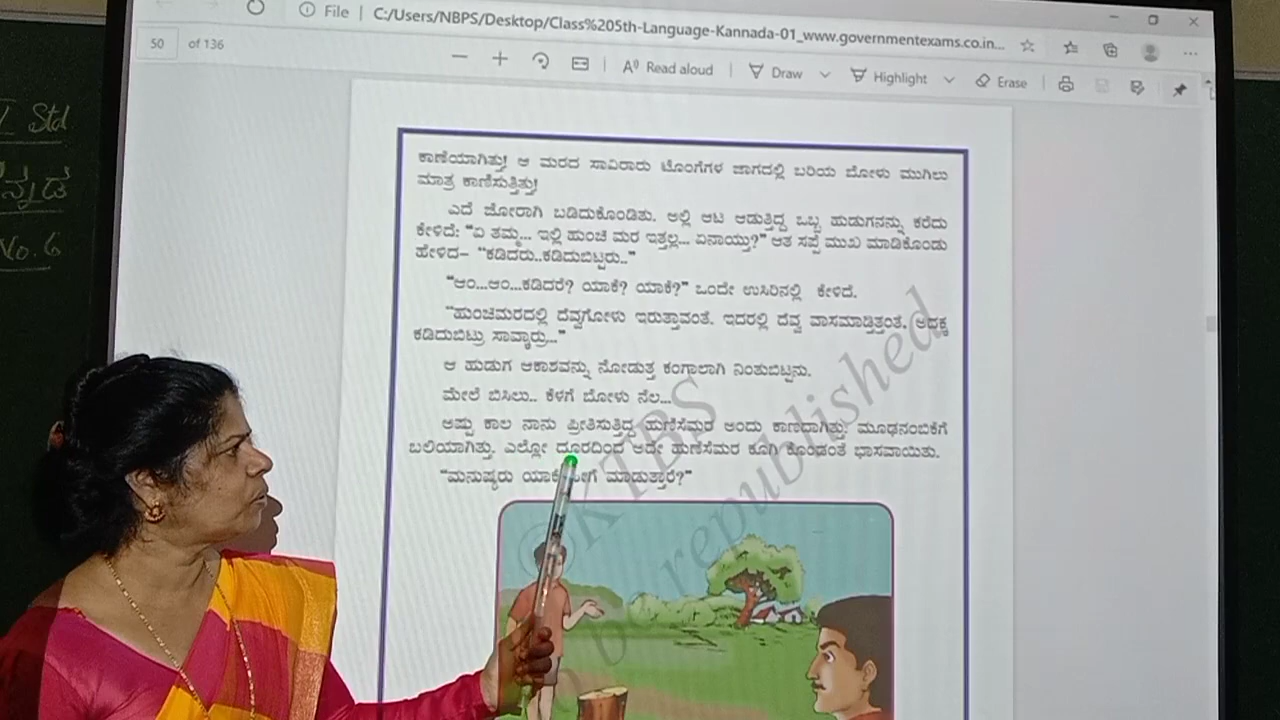 File | C:/Users/NBPS/Desktop/Class%205th-Language-Kannada-01_www.governmentexams.co.in...
50 of 136
Read aloud Draw Highlight Erase
Std
No. 6
ಕಾಣೆಯಾಗಿತ್ತು! ಆ ಮರದ ಸಾವಿರಾರು ಟೊಂಗೆಗಳ ಜಾಗದಲ್ಲಿ ಬರಿಯ ಬೋಳು ಮುಗಿಲು
ಮಾತ್ರ ಕಾಣಿಸುತ್ತಿತ್ತು!
ಎದೆ ಜೋರಾಗಿ ಬಡಿದುಕೊಂಡಿತು. ಅಲ್ಲಿ ಆಟ ಆಡುತ್ತಿದ್ದ ಒಬ್ಬ ಹುಡುಗನನ್ನು ಕರೆದು
ಕೇಳಿದೆ: "ಏ ತಮ್ಮ... ಇಲ್ಲಿ ಹುಂಚಿ ಮರ ಇತ್ತಲ್ಲ... ಏನಾಯ್ತು?" ಆತ ಸಪ್ಪೆ ಮುಖ ಮಾಡಿಕೊಂಡು
ಹೇಳಿದ– "ಕಡಿದರು..ಕಡಿದುಬಿಟ್ಟರು.."
"ಆಂ...ಆಂ...ಕಡಿದರೆ? ಯಾಕೆ? ಯಾಕೆ?" ಒಂದೇ ಉಸಿರಿನಲ್ಲಿ ಕೇಳಿದೆ.
"ಹುಂಚಿಮರದಲ್ಲಿ ದೆವ್ವಗೋಳು ಇರುತ್ತಾವಂತೆ. ಇದರಲ್ಲಿ ದೆವ್ವ ವಾಸಮಾಡ್ತಿತ್ತಂತೆ. ಅದಕ್ಕ
ಕಡಿದುಬಿಟ್ರು ಸಾವ್ಕಾರ್ರು..."
ಆ ಹುಡುಗ ಆಕಾಶವನ್ನು ನೋಡುತ್ತ ಕಂಗಾಲಾಗಿ ನಿಂತುಬಿಟ್ಟನು.
ಮೇಲೆ ಬಿಸಿಲು.. ಕೆಳಗೆ ಬೋಳು ನೆಲ...
ಅಷ್ಟು ಕಾಲ ನಾನು ಪ್ರೀತಿಸುತ್ತಿದ್ದ ಹುಣಿಸೆಮರ ಅಂದು ಕಾಣದಾಗಿತ್ತು. ಮೂಢನಂಬಿಕೆಗೆ
ಬಲಿಯಾಗಿತ್ತು. ಎಲ್ಲೋ ದೂರದಿಂದ ಅದೇ ಹುಣಿಸೆಮರ ಕೂಗಿ ಕೊಂಡಂತೆ ಭಾಸವಾಯಿತು.
"ಮನುಷ್ಯರು ಯಾಕೆ ಹೀಗೆ ಮಾಡುತ್ತಾರೆ?"
©KTBS
republished